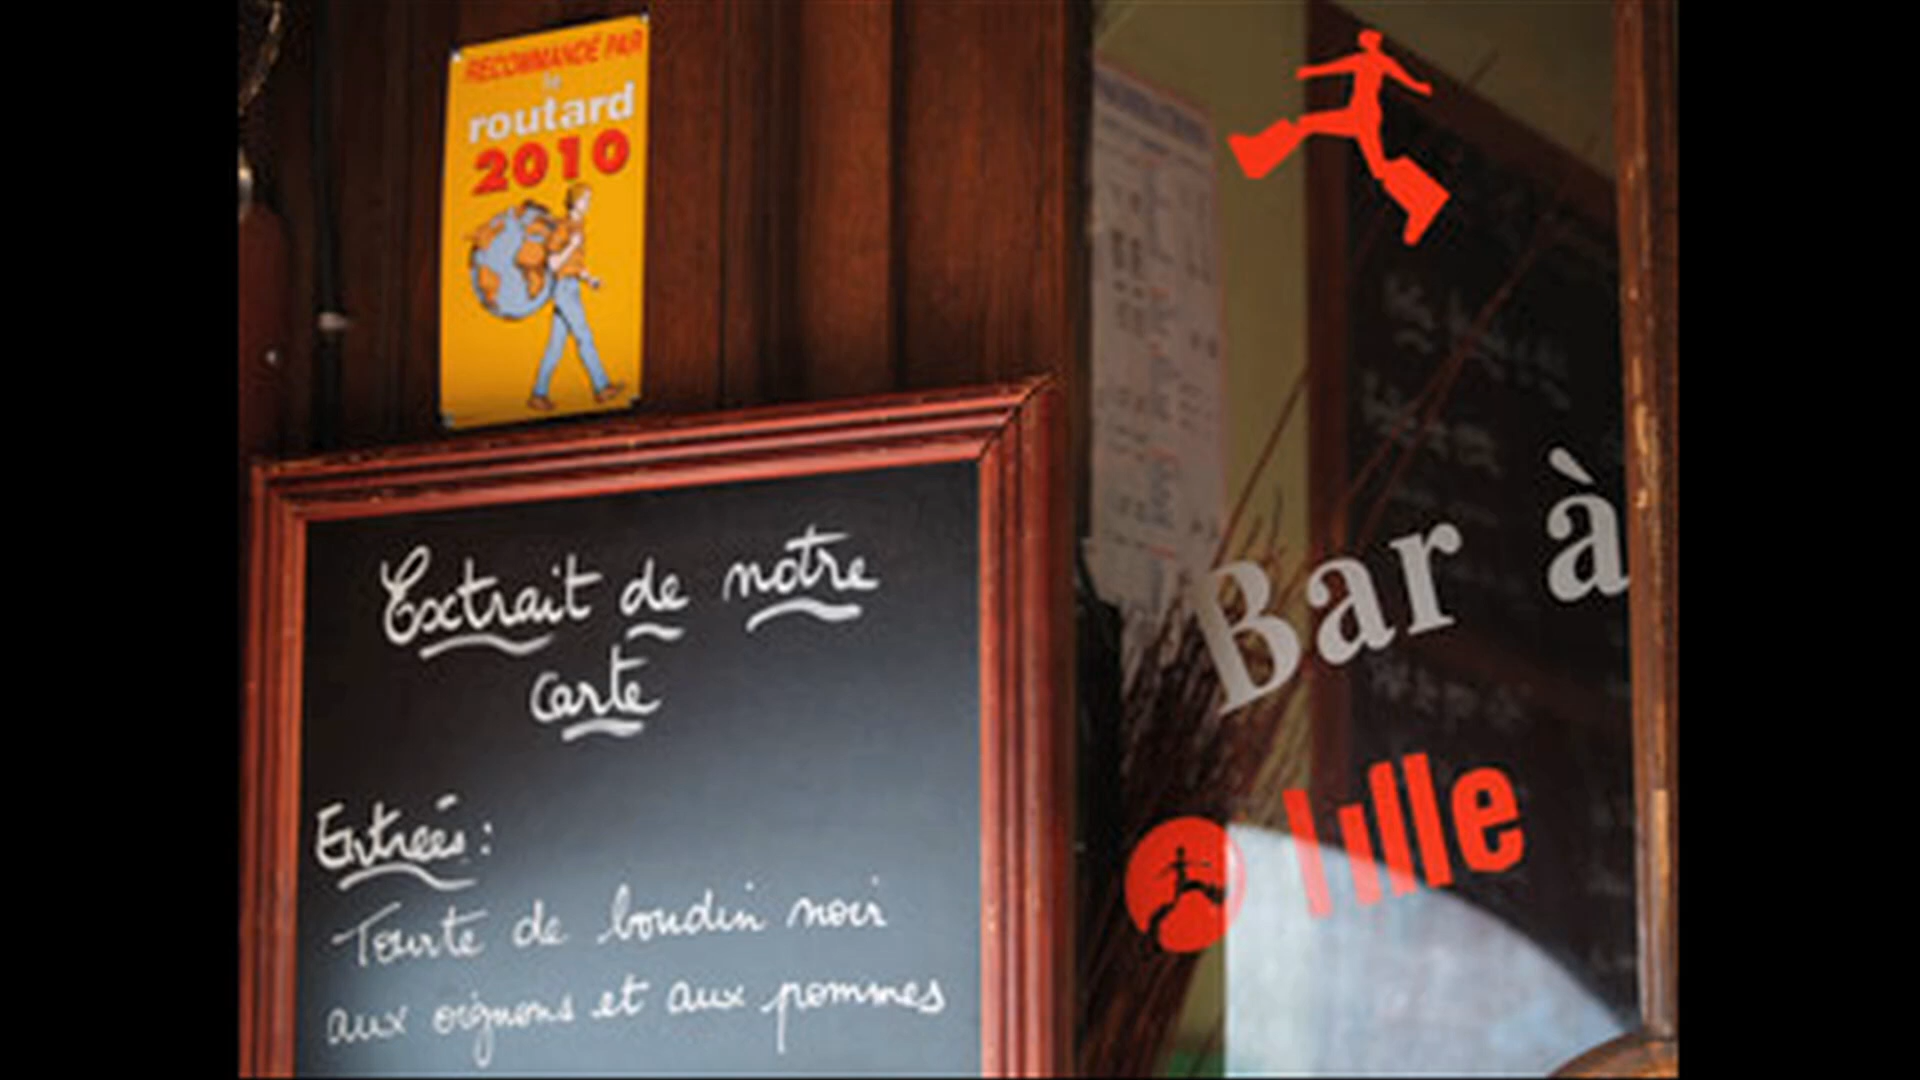 RECOMMANDÉ PAR
le
routard
2010
Extrait de notre
carte
Entrées :
Tourte de boudin noir
aux oignons et aux pommes
Bar à
lille